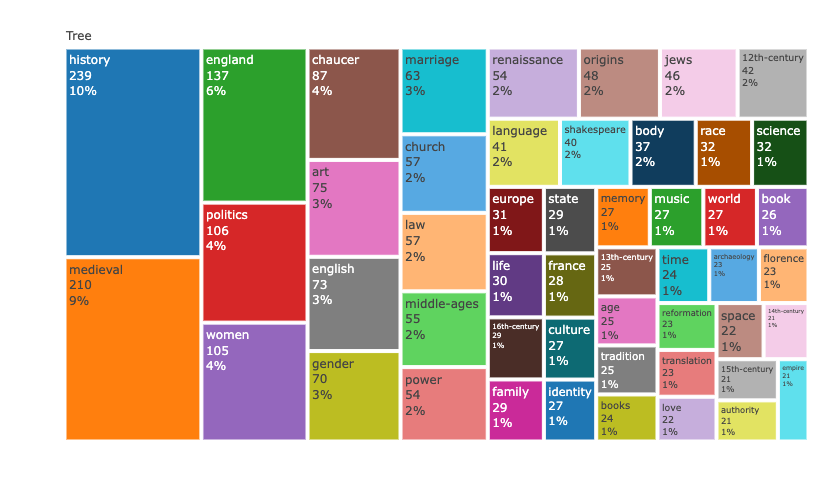 Tree
history
239
10%
medieval
210
9%
england
137
6%
politics
106
4%
women
105
4%
chaucer
87
4%
art
75
3%
english
73
3%
gender
70
3%
marriage
63
3%
church
57
2%
law
57
2%
middle-ages
55
2%
power
54
2%
renaissance
54
2%
origins
48
2%
jews
46
2%
12th-century
42
2%
language
41
2%
shakespeare
40
2%
body
37
2%
race
32
1%
science
32
1%
europe
31
1%
life
30
1%
16th-century
29
1%
family
29
1%
state
29
1%
france
28
1%
culture
27
1%
identity
27
1%
memory
27
1%
music
27
1%
world
27
1%
book
26
1%
13th-century
25
1%
age
25
1%
tradition
25
1%
books
24
1%
time
24
1%
archaeology
23
1%
florence
23
1%
reformation
23
1%
translation
23
1%
love
22
1%
space
22
1%
14th-century
21
1%
15th-century
21
1%
authority
21
1%
empire
21
1%